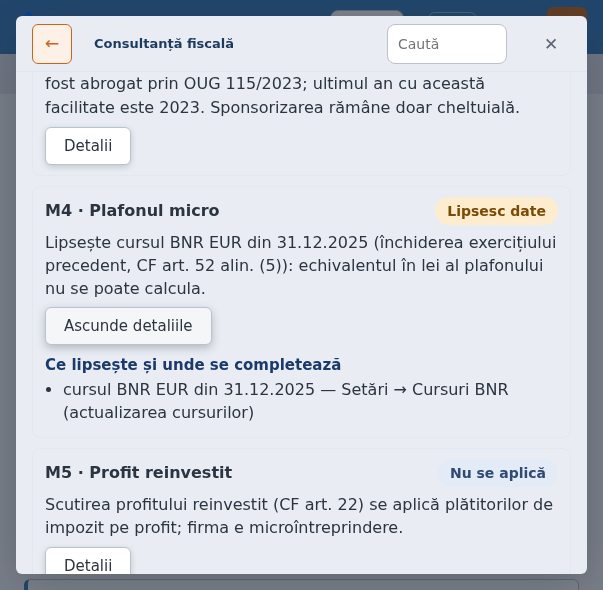 ←
Consultanță fiscală
Caută
✕
fost abrogat prin OUG 115/2023; ultimul an cu această
facilitate este 2023. Sponsorizarea rămâne doar cheltuială.
Detalii
M4 · Plafonul micro
Lipsesc date
Lipsește cursul BNR EUR din 31.12.2025 (închiderea exercițiului
precedent, CF art. 52 alin. (5)): echivalentul în lei al plafonului
nu se poate calcula.
Ascunde detaliile
Ce lipsește și unde se completează
• cursul BNR EUR din 31.12.2025 — Setări → Cursuri BNR
(actualizarea cursurilor)
M5 · Profit reinvestit
Nu se aplică
Scutirea profitului reinvestit (CF art. 22) se aplică plătitorilor de
impozit pe profit; firma e microîntreprindere.
Detalii